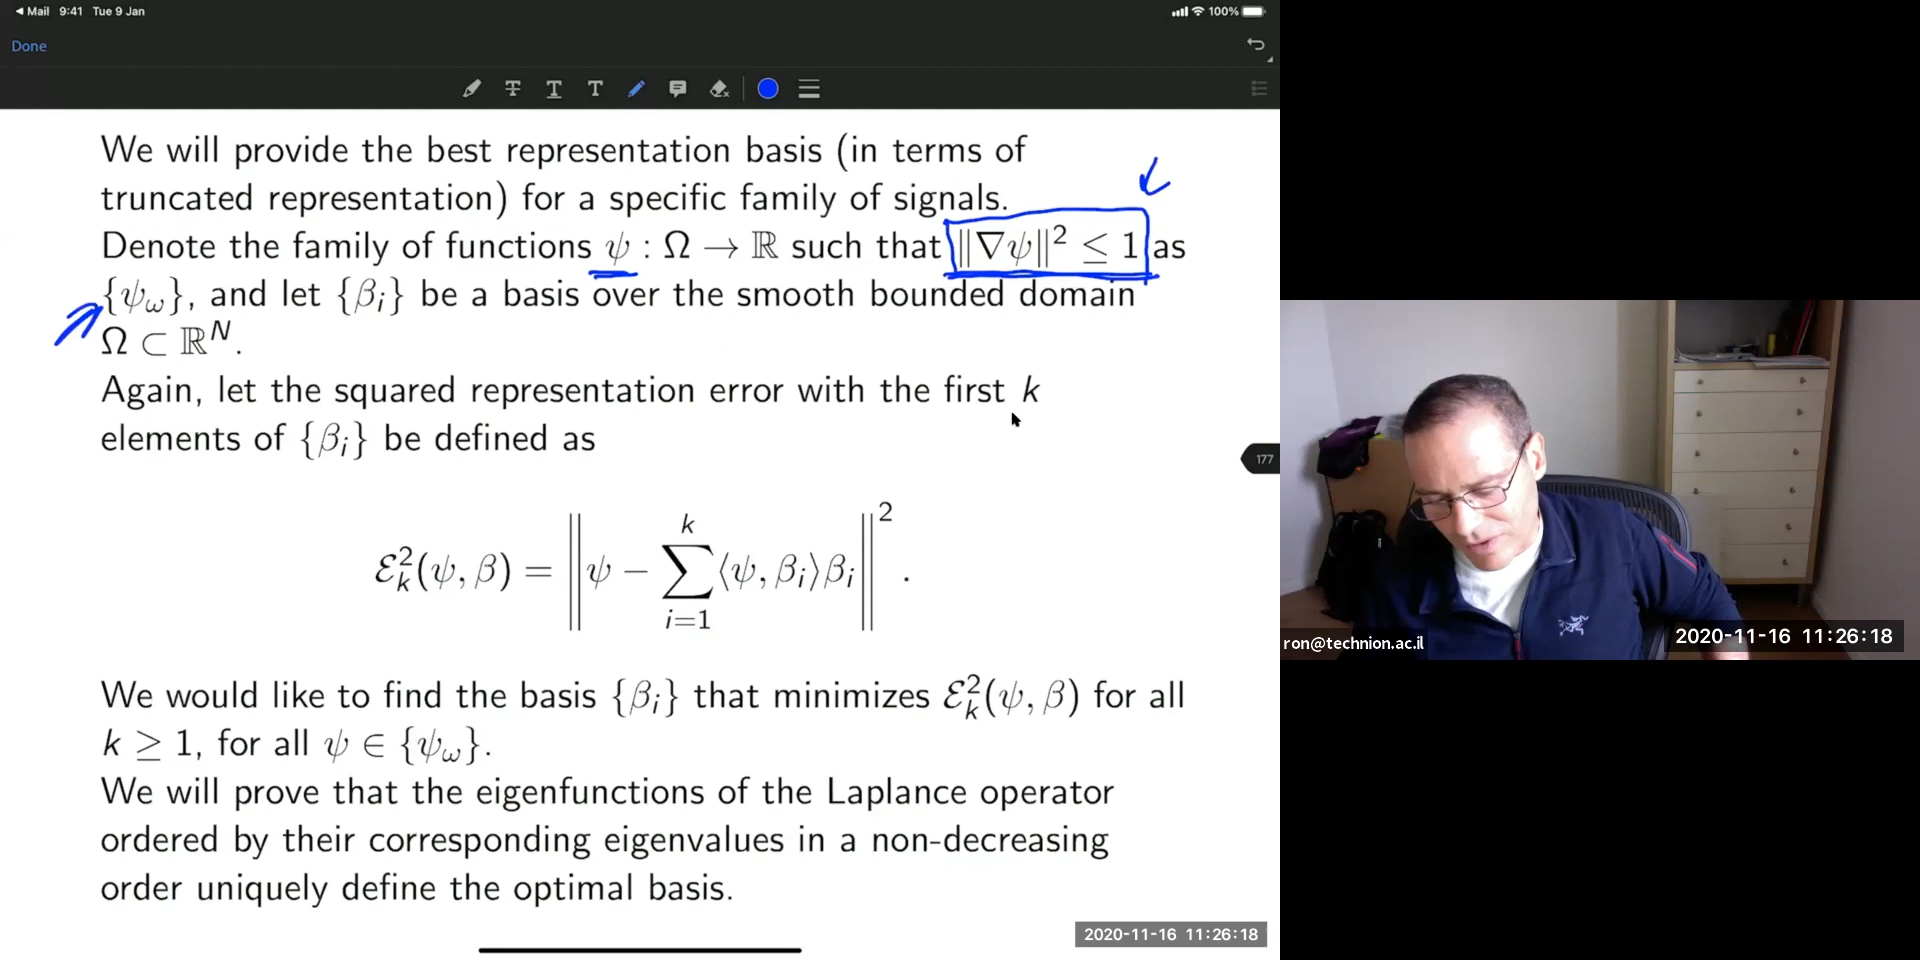 Mail 9:41 Tue 9 Jan 100%
Done
We will provide the best representation basis (in terms of
truncated representation) for a specific family of signals.
Denote the family of functions ψ : Ω → ℝ such that ‖∇ψ‖² ≤ 1 as
{ψ_ω}, and let {β_i} be a basis over the smooth bounded domain
Ω ⊂ ℝ^N.
Again, let the squared representation error with the first k
elements of {β_i} be defined as
177
ℰ_k²(ψ, β) = ‖ψ − ∑_{i=1}^{k} ⟨ψ, β_i⟩β_i‖² .
We would like to find the basis {β_i} that minimizes ℰ_k²(ψ, β) for all
k ≥ 1, for all ψ ∈ {ψ_ω}.
We will prove that the eigenfunctions of the Laplance operator
ordered by their corresponding eigenvalues in a non-decreasing
order uniquely define the optimal basis.
2020-11-16 11:26:18
ron@technion.ac.il
2020-11-16 11:26:18